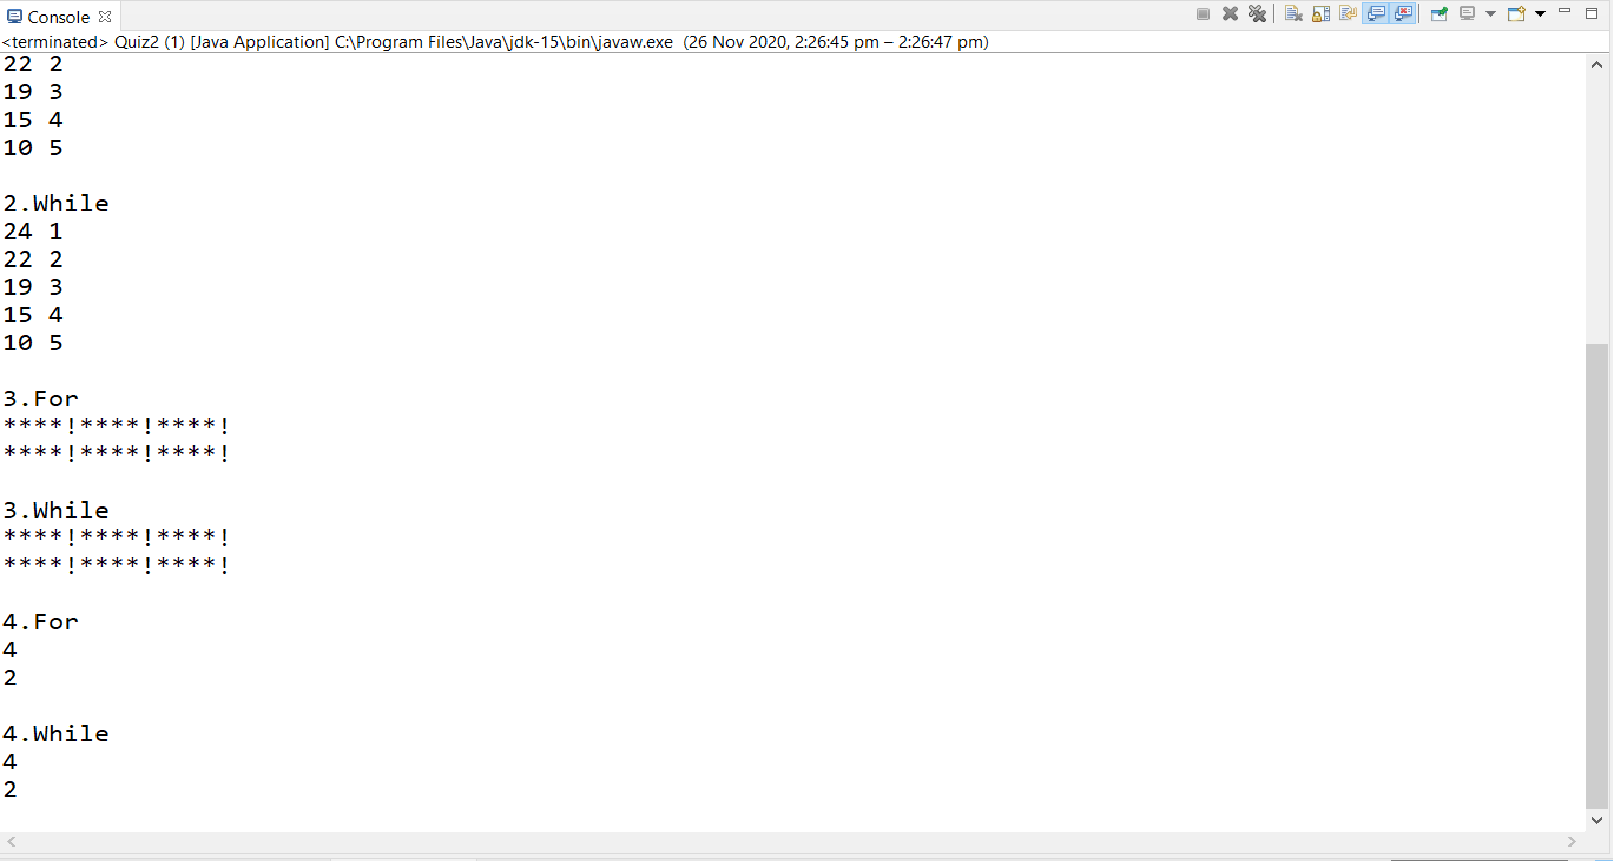 Console
<terminated> Quiz2 (1) [Java Application] C:\Program Files\Java\jdk-15\bin\javaw.exe (26 Nov 2020, 2:26:45 pm – 2:26:47 pm)
22 2
19 3
15 4
10 5
2.While
24 1
22 2
19 3
15 4
10 5
3.For
****!****!****!
****!****!****!
3.While
****!****!****!
****!****!****!
4.For
4
2
4.While
4
2